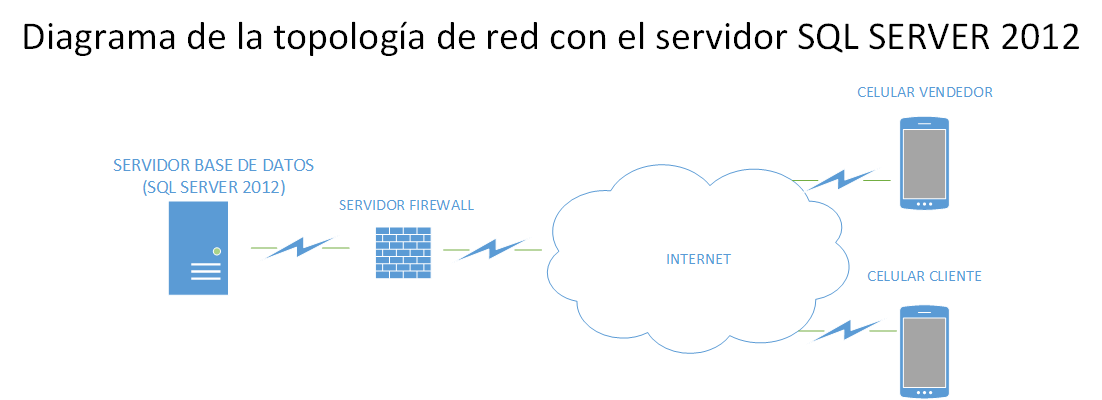 Diagrama de la topología de red con el servidor SQL SERVER 2012
CELULAR VENDEDOR
SERVIDOR BASE DE DATOS
(SQL SERVER 2012)
SERVIDOR FIREWALL
INTERNET
CELULAR CLIENTE